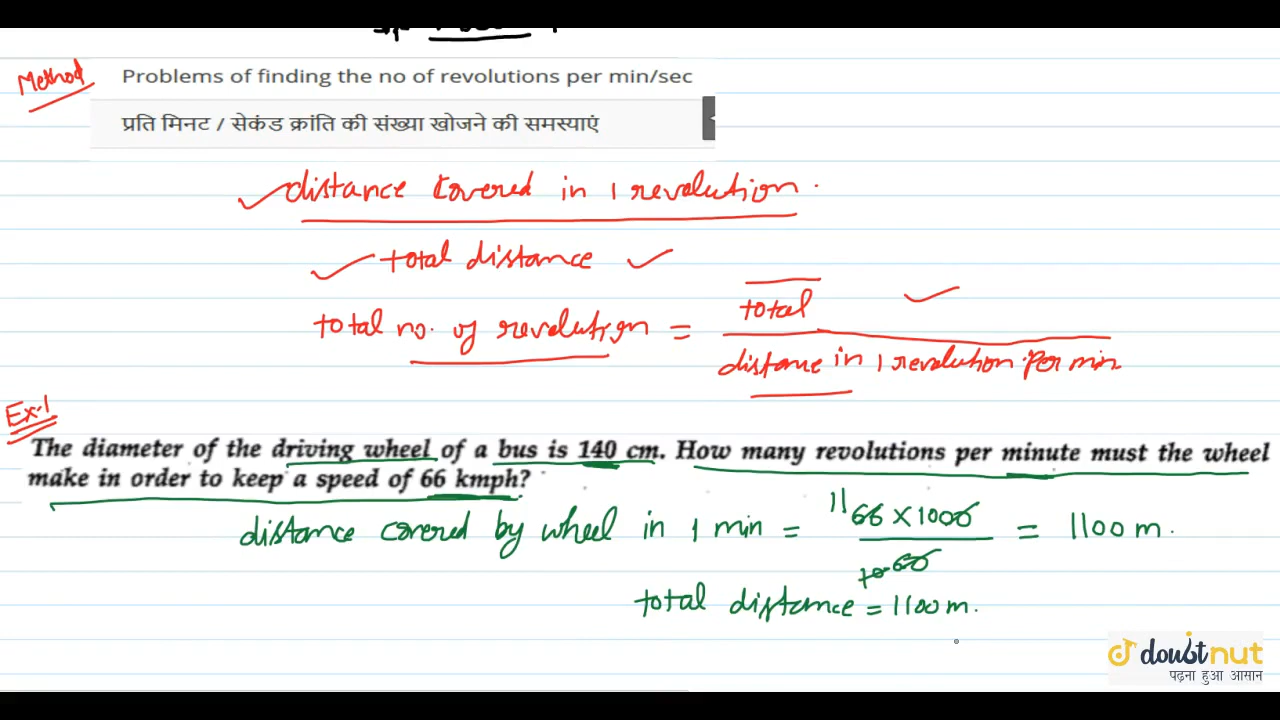 Method
Problems of finding the no of revolutions per min/sec
प्रति मिनट / सेकंड क्रांति की संख्या खोजने की समस्याएं
distance covered in 1 revolution.
total distance
total no. of revolution = total / distance in 1 revolution per min
Ex-1
The diameter of the driving wheel of a bus is 140 cm. How many revolutions per minute must the wheel
make in order to keep a speed of 66 kmph?
distance covered by wheel in 1 min = 11 66 × 1000 / 10 60 = 1100 m.
total distance = 1100 m.
doubtnut
पढ़ना हुआ आसान